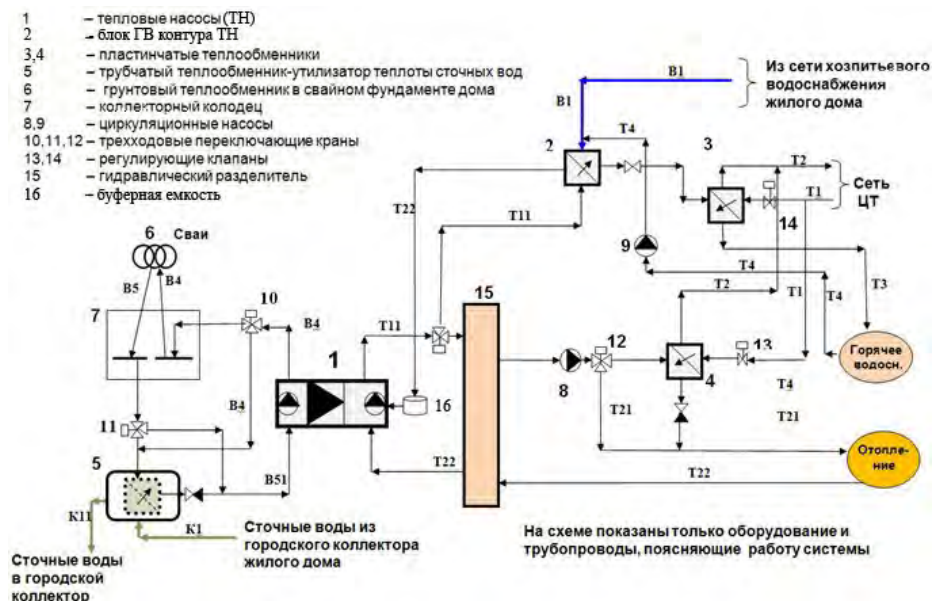 1 – тепловые насосы (ТН)
2 – блок ГВ контура ТН
3,4 – пластинчатые теплообменники
5 – трубчатый теплообменник-утилизатор теплоты сточных вод
6 – грунтовый теплообменник в свайном фундаменте дома
7 – коллекторный колодец
8,9 – циркуляционные насосы
10,11,12 – трехходовые переключающие краны
13,14 – регулирующие клапаны
15 – гидравлический разделитель
16 – буферная емкость
В1
Из сети хозпитьевого
водоснабжения
жилого дома
В1
Т4
2
3
Т2
Т1
Сеть
ЦТ
Т22
Т11
14
6 Сваи
9
В5
В4
Т4
10
15
Т2
Т1
Т4
Т3
7
В4
Т11
12
13
Горячее
водосн.
1
8
4
Т4
В4
16
Т21
Т21
11
5
Т22
Отопле-
ние
В51
Т22
К11
К1
Сточные воды из
городского коллектора
жилого дома
На схеме показаны только оборудование и
трубопроводы, поясняющие работу системы
Сточные воды
в городской
коллектор